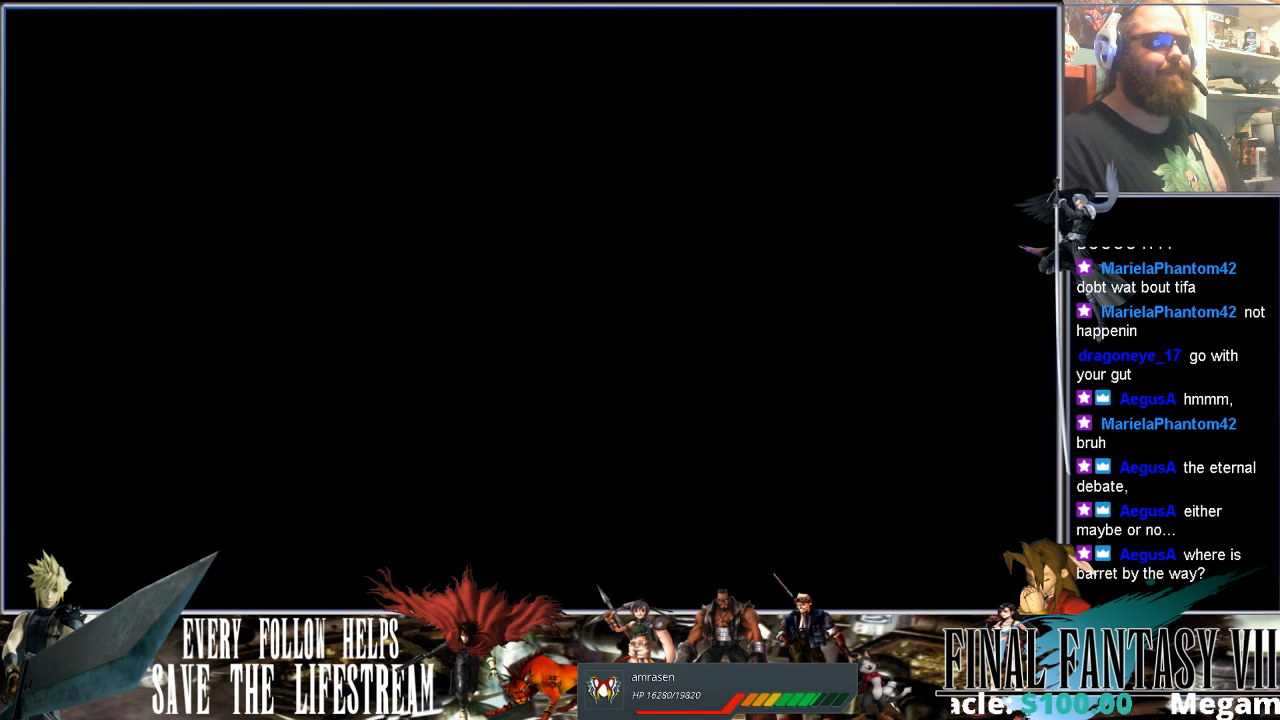 MarielaPhantom42
dobt wat bout tifa
MarielaPhantom42 not
happenin
dragoneye_17 go with
your gut
AegusA hmmm,
MarielaPhantom42
bruh
AegusA the eternal
debate,
AegusA either
maybe or no...
AegusA where is
barret by the way?
EVERY FOLLOW HELPS
SAVE THE LIFESTREAM
amrasen
HP 16280/19820
FINAL FANTASY VII
acle: $100.00 Megam